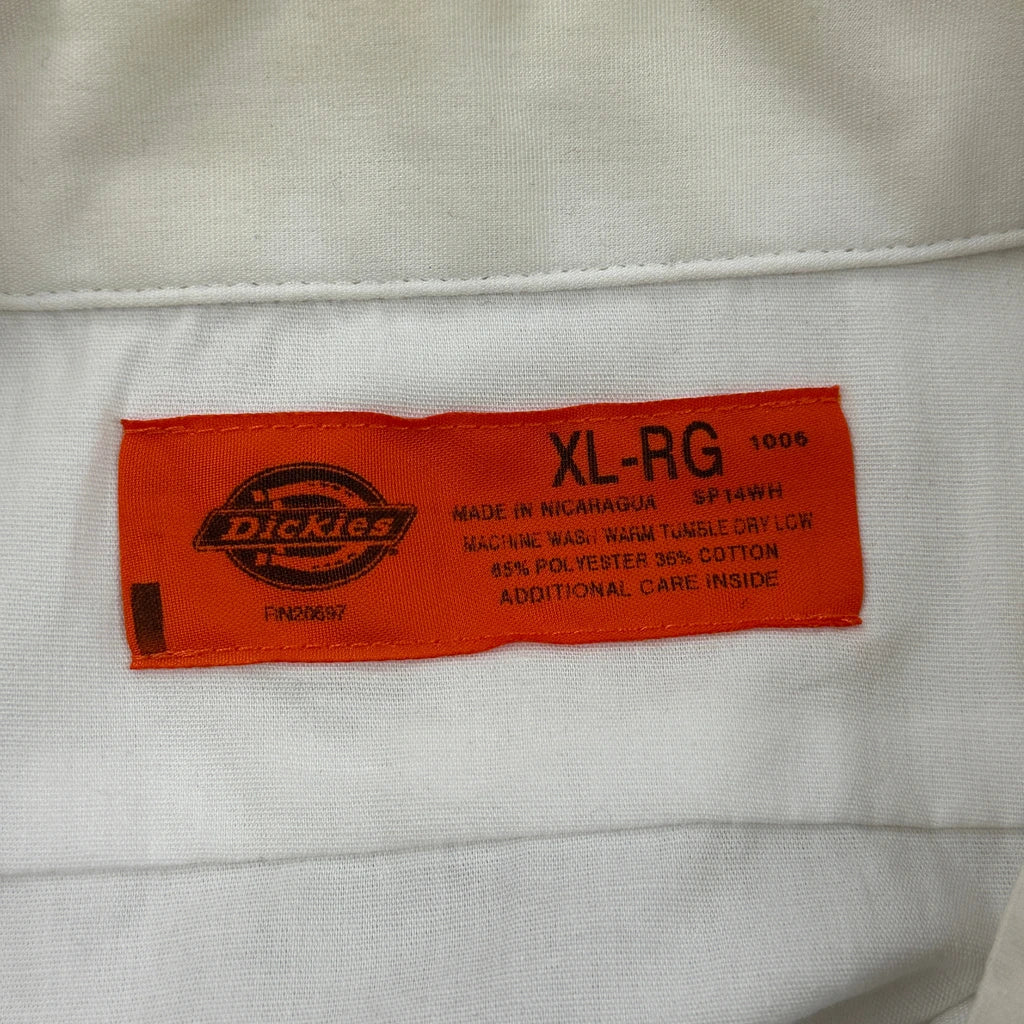 Dickies
RN20697
XL-RG 1006
MADE IN NICARAGUA SP14WH
MACHINE WASH WARM TUMBLE DRY LOW
65% POLYESTER 35% COTTON
ADDITIONAL CARE INSIDE